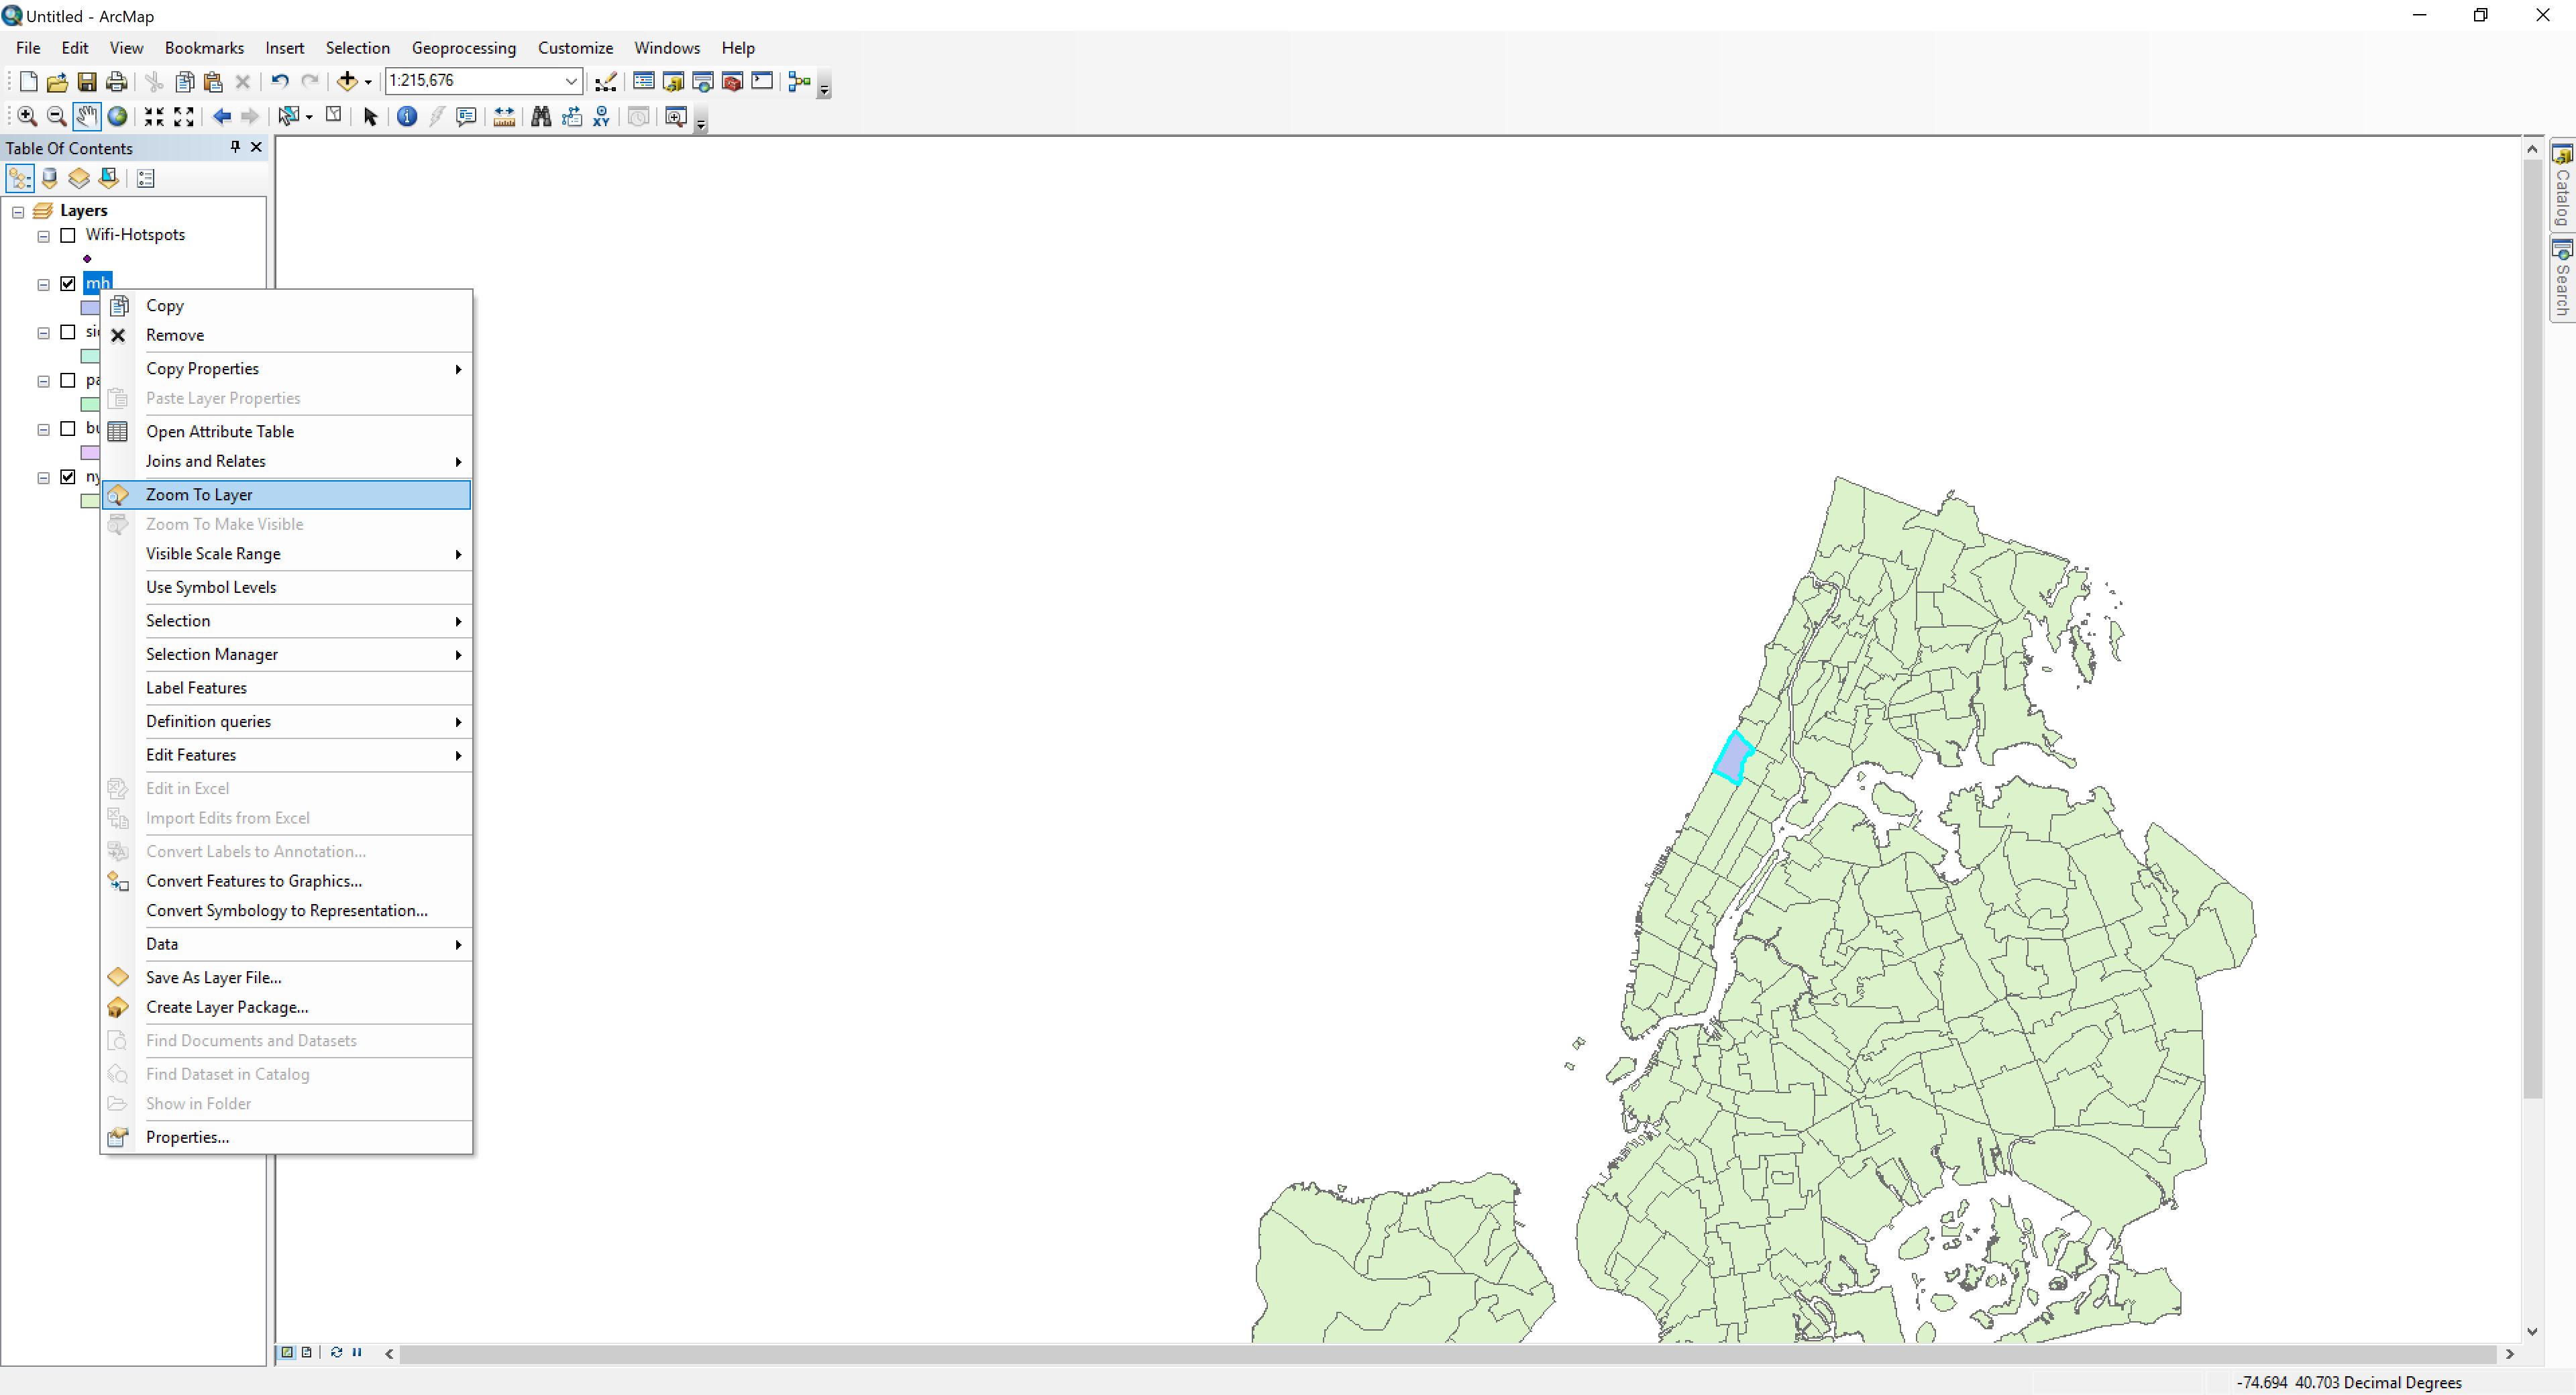 Untitled - ArcMap
File Edit View Bookmarks Insert Selection Geoprocessing Customize Windows Help
1:215,676
XY
Table Of Contents
Layers
Wifi-Hotspots
mh
Copy
Remove
Copy Properties
Paste Layer Properties
Open Attribute Table
Joins and Relates
Zoom To Layer
Zoom To Make Visible
Visible Scale Range
Use Symbol Levels
Selection
Selection Manager
Label Features
Definition queries
Edit Features
Edit in Excel
Import Edits from Excel
Convert Labels to Annotation...
Convert Features to Graphics...
Convert Symbology to Representation...
Data
Save As Layer File...
Create Layer Package...
Find Documents and Datasets
Find Dataset in Catalog
Show in Folder
Properties...
Catalog
Search
-74.694 40.703 Decimal Degrees